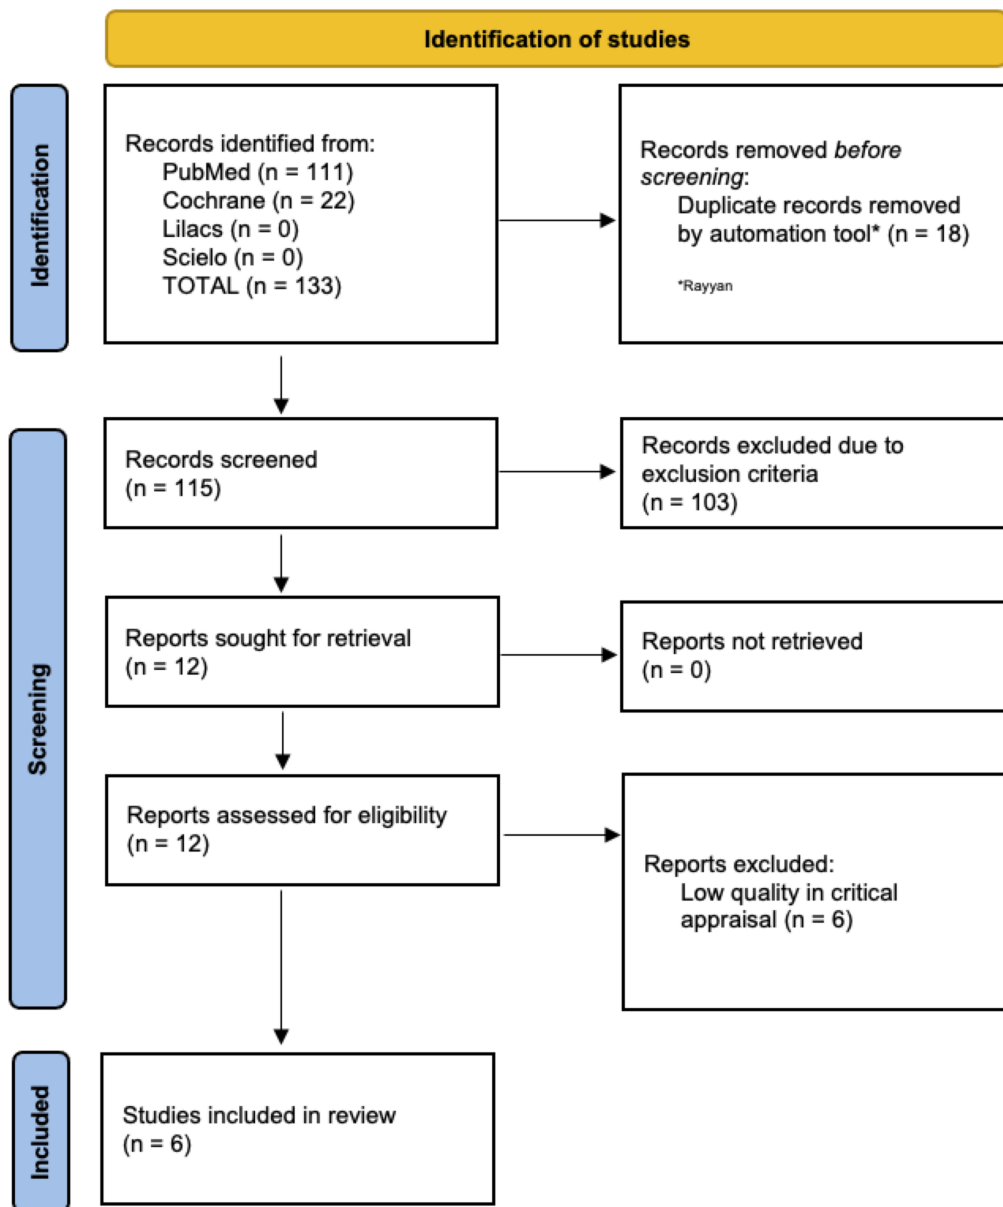 Identification of studies
Identification
Records identified from:
PubMed (n = 111)
Cochrane (n = 22)
Lilacs (n = 0)
Scielo (n = 0)
TOTAL (n = 133)
Records removed before
screening:
Duplicate records removed
by automation tool* (n = 18)
*Rayyan
Screening
Records screened
(n = 115)
Records excluded due to
exclusion criteria
(n = 103)
Reports sought for retrieval
(n = 12)
Reports not retrieved
(n = 0)
Reports assessed for eligibility
(n = 12)
Reports excluded:
Low quality in critical
appraisal (n = 6)
Included
Studies included in review
(n = 6)